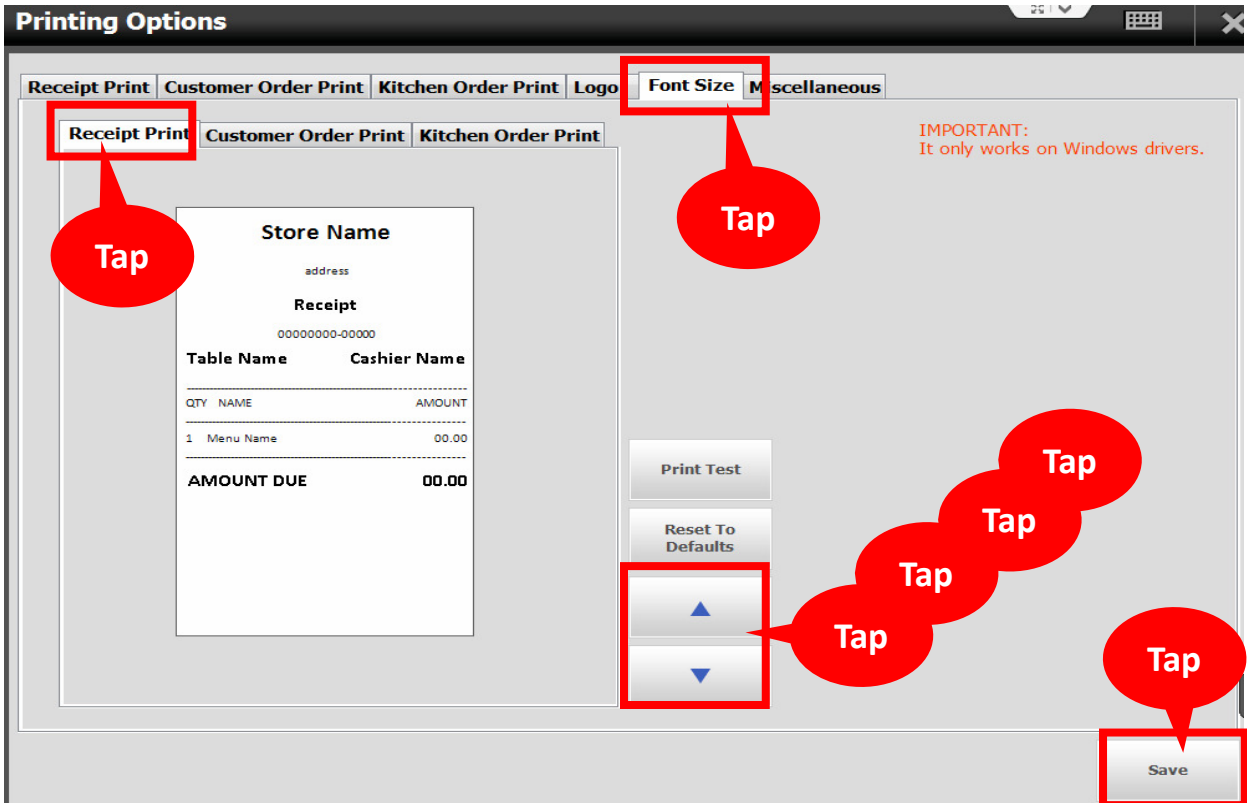 Printing Options
Receipt Print Customer Order Print Kitchen Order Print Logo Font Size Miscellaneous
Receipt Print Customer Order Print Kitchen Order Print
IMPORTANT:
It only works on Windows drivers.
Tap
Tap
Store Name
address
Receipt
00000000-00000
Table Name Cashier Name
QTY NAME AMOUNT
1 Menu Name 00.00
AMOUNT DUE 00.00
Print Test
Reset To
Defaults
Tap
Tap
Tap
Tap
Tap
Save